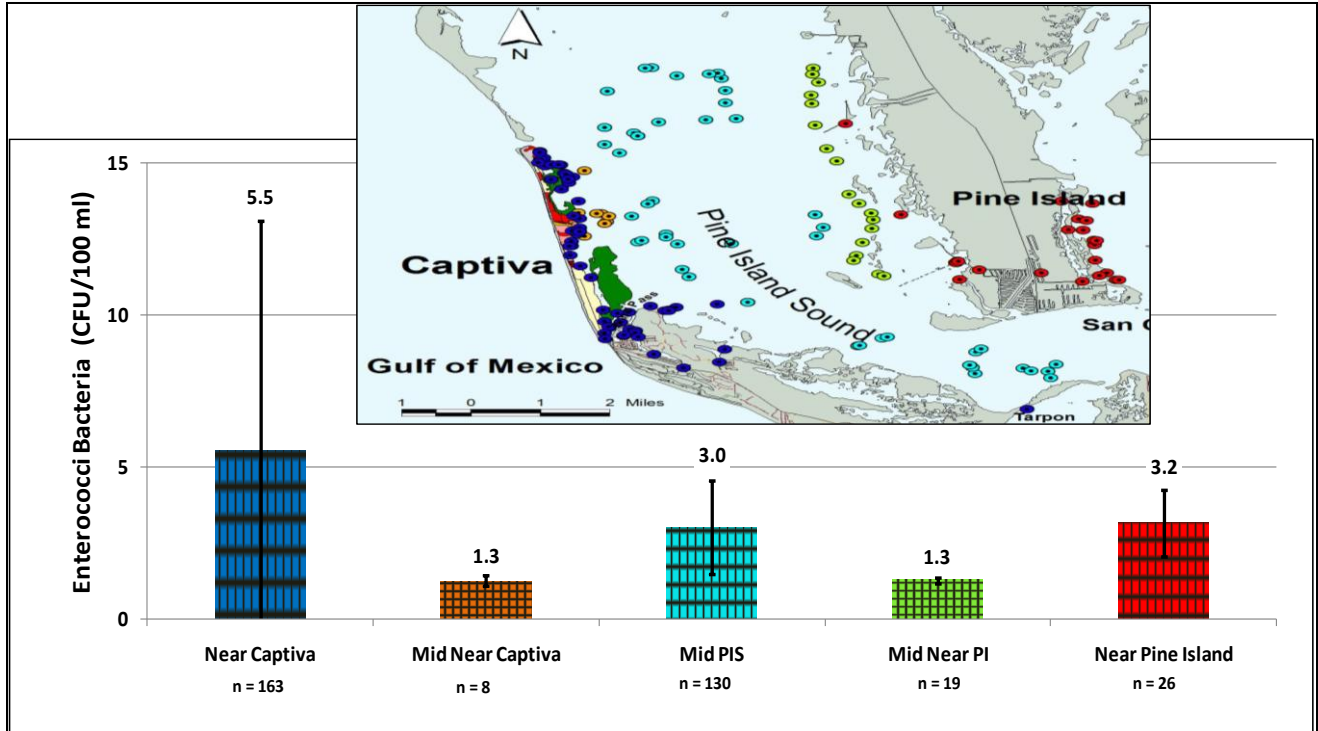 N
Pine Island
Pine Island Sound
Captiva
Pass
San C
Gulf of Mexico
1 0 1 2 Miles
Tarpon
Enterococci Bacteria (CFU/100 ml)
15
10
5
0
5.5
1.3
3.0
1.3
3.2
Near Captiva
n = 163
Mid Near Captiva
n = 8
Mid PIS
n = 130
Mid Near PI
n = 19
Near Pine Island
n = 26